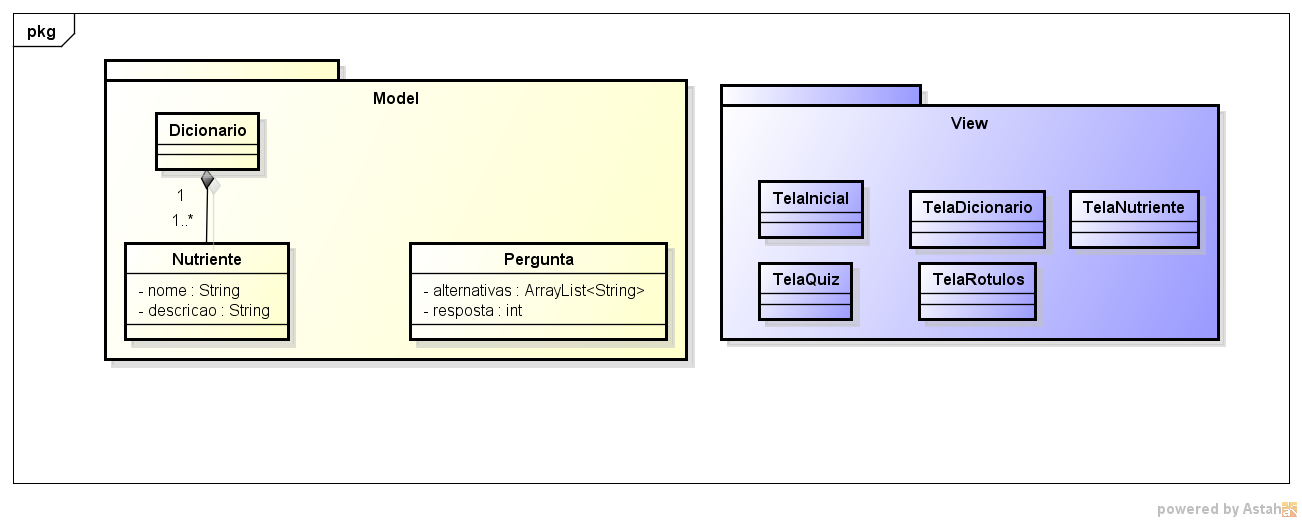 pkg
Model
Dicionario
1
1..*
Nutriente
- nome : String
- descricao : String
Pergunta
- alternativas : ArrayList<String>
- resposta : int
View
TelaInicial
TelaDicionario
TelaNutriente
TelaQuiz
TelaRotulos
powered by Astah